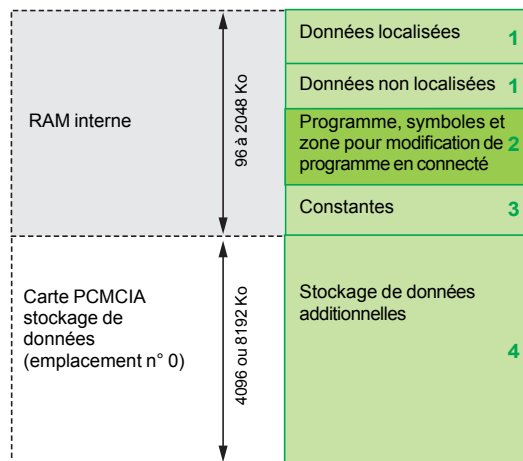 RAM interne
96 à 2048 Ko
Données localisées 1
Données non localisées 1
Programme, symboles et
zone pour modification de 2
programme en connecté
Constantes 3
Carte PCMCIA
stockage de
données
(emplacement n° 0)
4096 ou 8192 Ko
Stockage de données
additionnelles
4